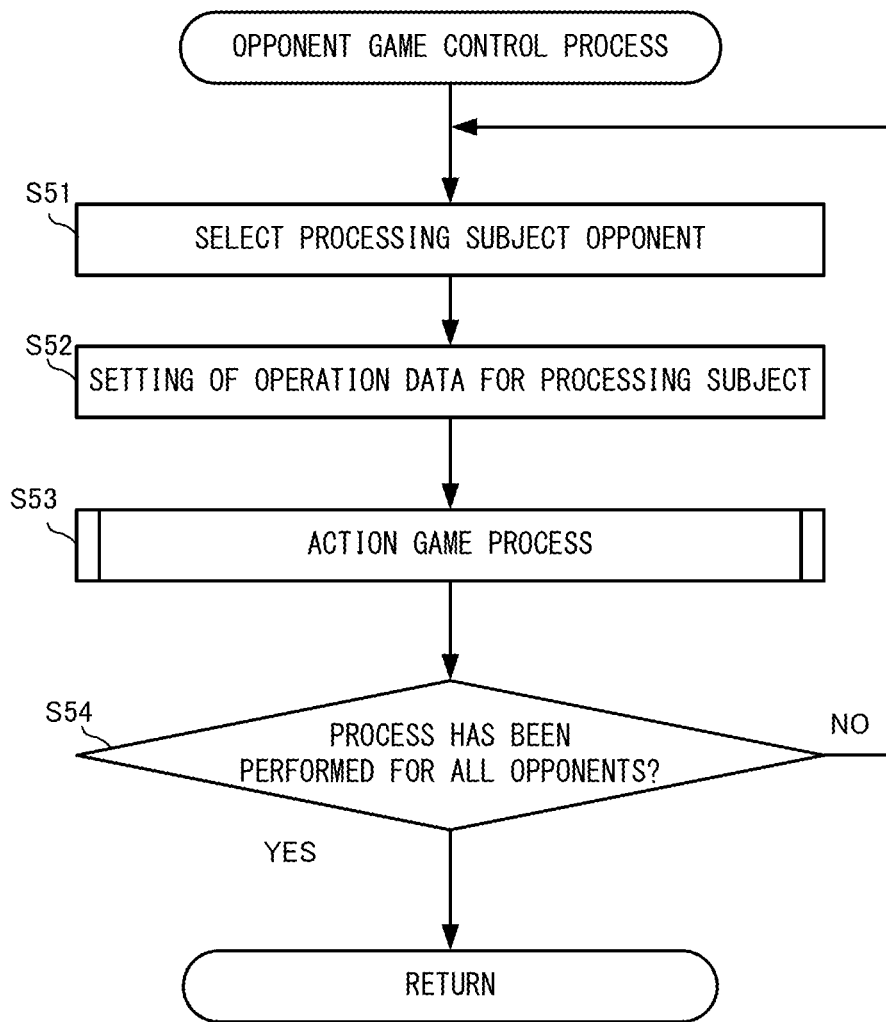 OPPONENT GAME CONTROL PROCESS
S51
SELECT PROCESSING SUBJECT OPPONENT
S52
SETTING OF OPERATION DATA FOR PROCESSING SUBJECT
S53
ACTION GAME PROCESS
S54
PROCESS HAS BEEN
PERFORMED FOR ALL OPPONENTS?
NO
YES
RETURN